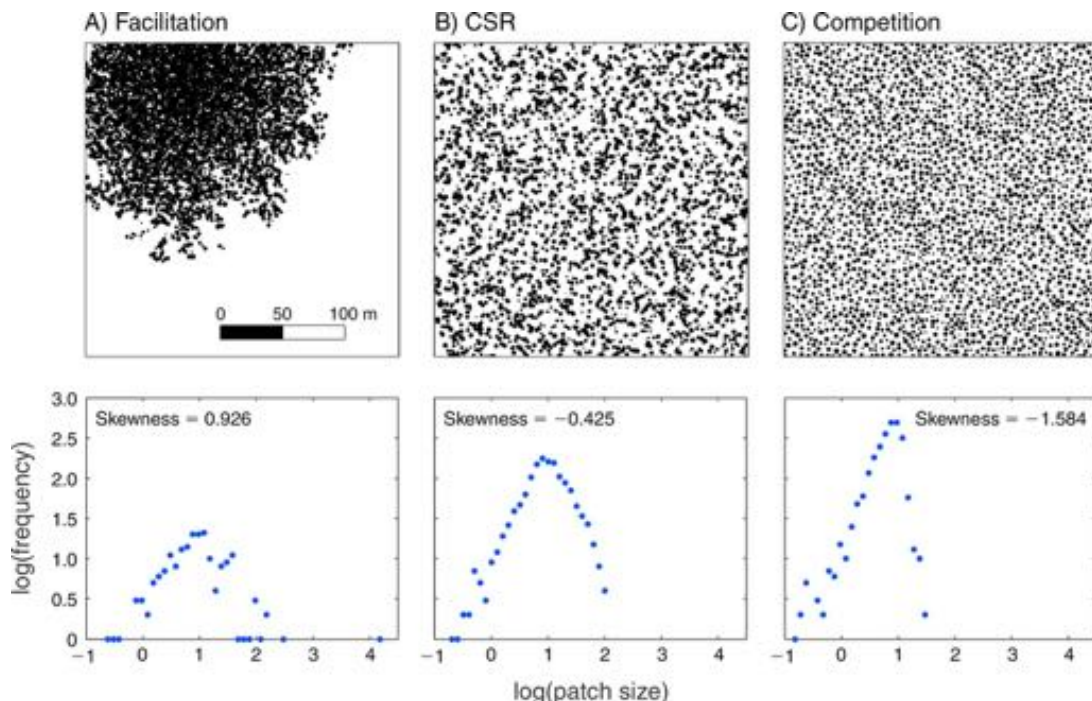 A) Facilitation
B) CSR
C) Competition
0 50 100 m
3.0
2.5
2.0
1.5
1.0
0.5
0
log(frequency)
Skewness = 0.926
Skewness = −0.425
Skewness = −1.584
−1 0 1 2 3 4
−1 0 1 2 3 4
−1 0 1 2 3 4
log(patch size)